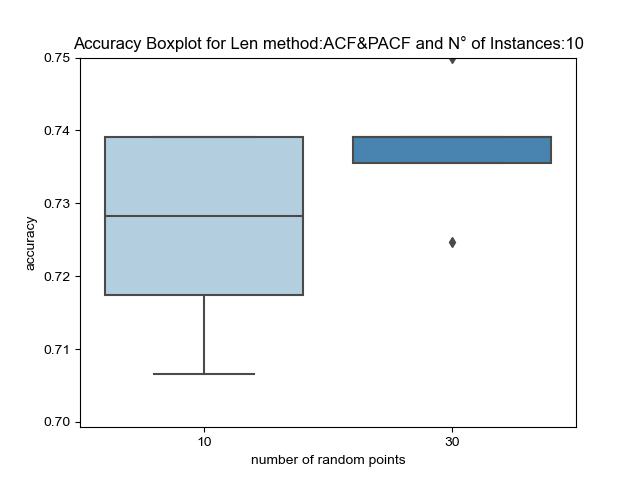 Accuracy Boxplot for Len method:ACF&PACF and N° of Instances:10
0.75
0.74
0.73
0.72
0.71
0.70
accuracy
10
30
number of random points